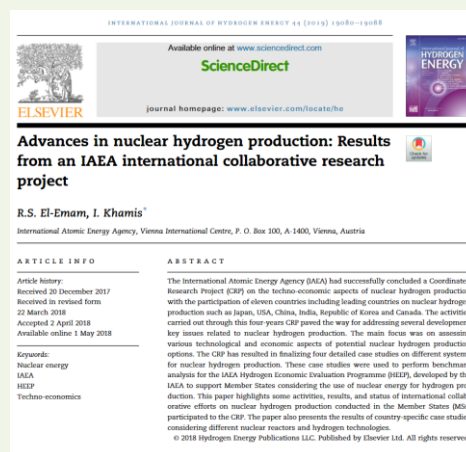 INTERNATIONAL JOURNAL OF HYDROGEN ENERGY 44 (2019) 19080–19088
Available online at www.sciencedirect.com
ScienceDirect
journal homepage: www.elsevier.com/locate/he
ELSEVIER
HYDROGEN
ENERGY
Advances in nuclear hydrogen production: Results
from an IAEA international collaborative research
project
Check for
updates
R.S. El-Emam, I. Khamis*
International Atomic Energy Agency, Vienna International Centre, P. O. Box 100, A-1400, Vienna, Austria
ARTICLE INFO
Article history:
Received 20 December 2017
Received in revised form
22 March 2018
Accepted 2 April 2018
Available online 1 May 2018
Keywords:
Nuclear energy
IAEA
HEEP
Techno-economics
ABSTRACT
The International Atomic Energy Agency (IAEA) had successfully concluded a Coordinate
Research Project (CRP) on the techno-economic aspects of nuclear hydrogen production
with the participation of eleven countries including leading countries on nuclear hydroge
production such as Japan, USA, China, India, Republic of Korea and Canada. The activitie
carried out through this four-years CRP paved the way for addressing several developmen
key issues related to nuclear hydrogen production. The main focus was on assessin
various technological and economic aspects of potential nuclear hydrogen productio
options. The CRP has resulted in finalizing four detailed case studies on different system
for nuclear hydrogen production. These case studies were used to perform benchmar
analysis for the IAEA Hydrogen Economic Evaluation Programme (HEEP), developed by th
IAEA to support Member States considering the use of nuclear energy for hydrogen pro
duction. This paper highlights some activities, results, and status of international collab
orative efforts on nuclear hydrogen production conducted in the Member States (MSs
participated to the CRP. The paper also presents the results of country-specific case studie
considering different nuclear reactors and hydrogen technologies.
© 2018 Hydrogen Energy Publications LLC. Published by Elsevier Ltd. All rights reserved